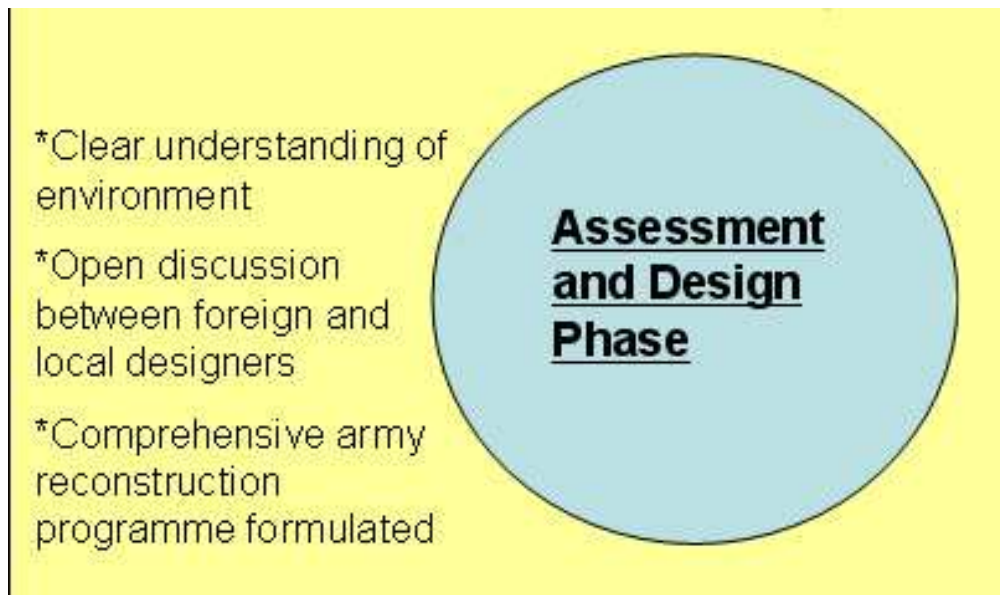 *Clear understanding of
environment
*Open discussion
between foreign and
local designers
*Comprehensive army
reconstruction
programme formulated
Assessment
and Design
Phase